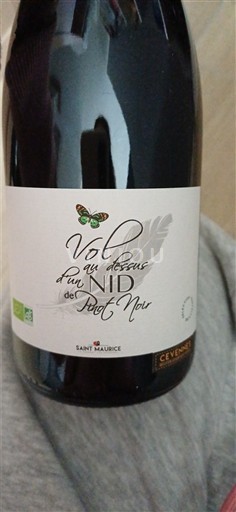 Vol
au dessus
d'un NID
de Pinot Noir
SAINT MAURICE
CEVENNES